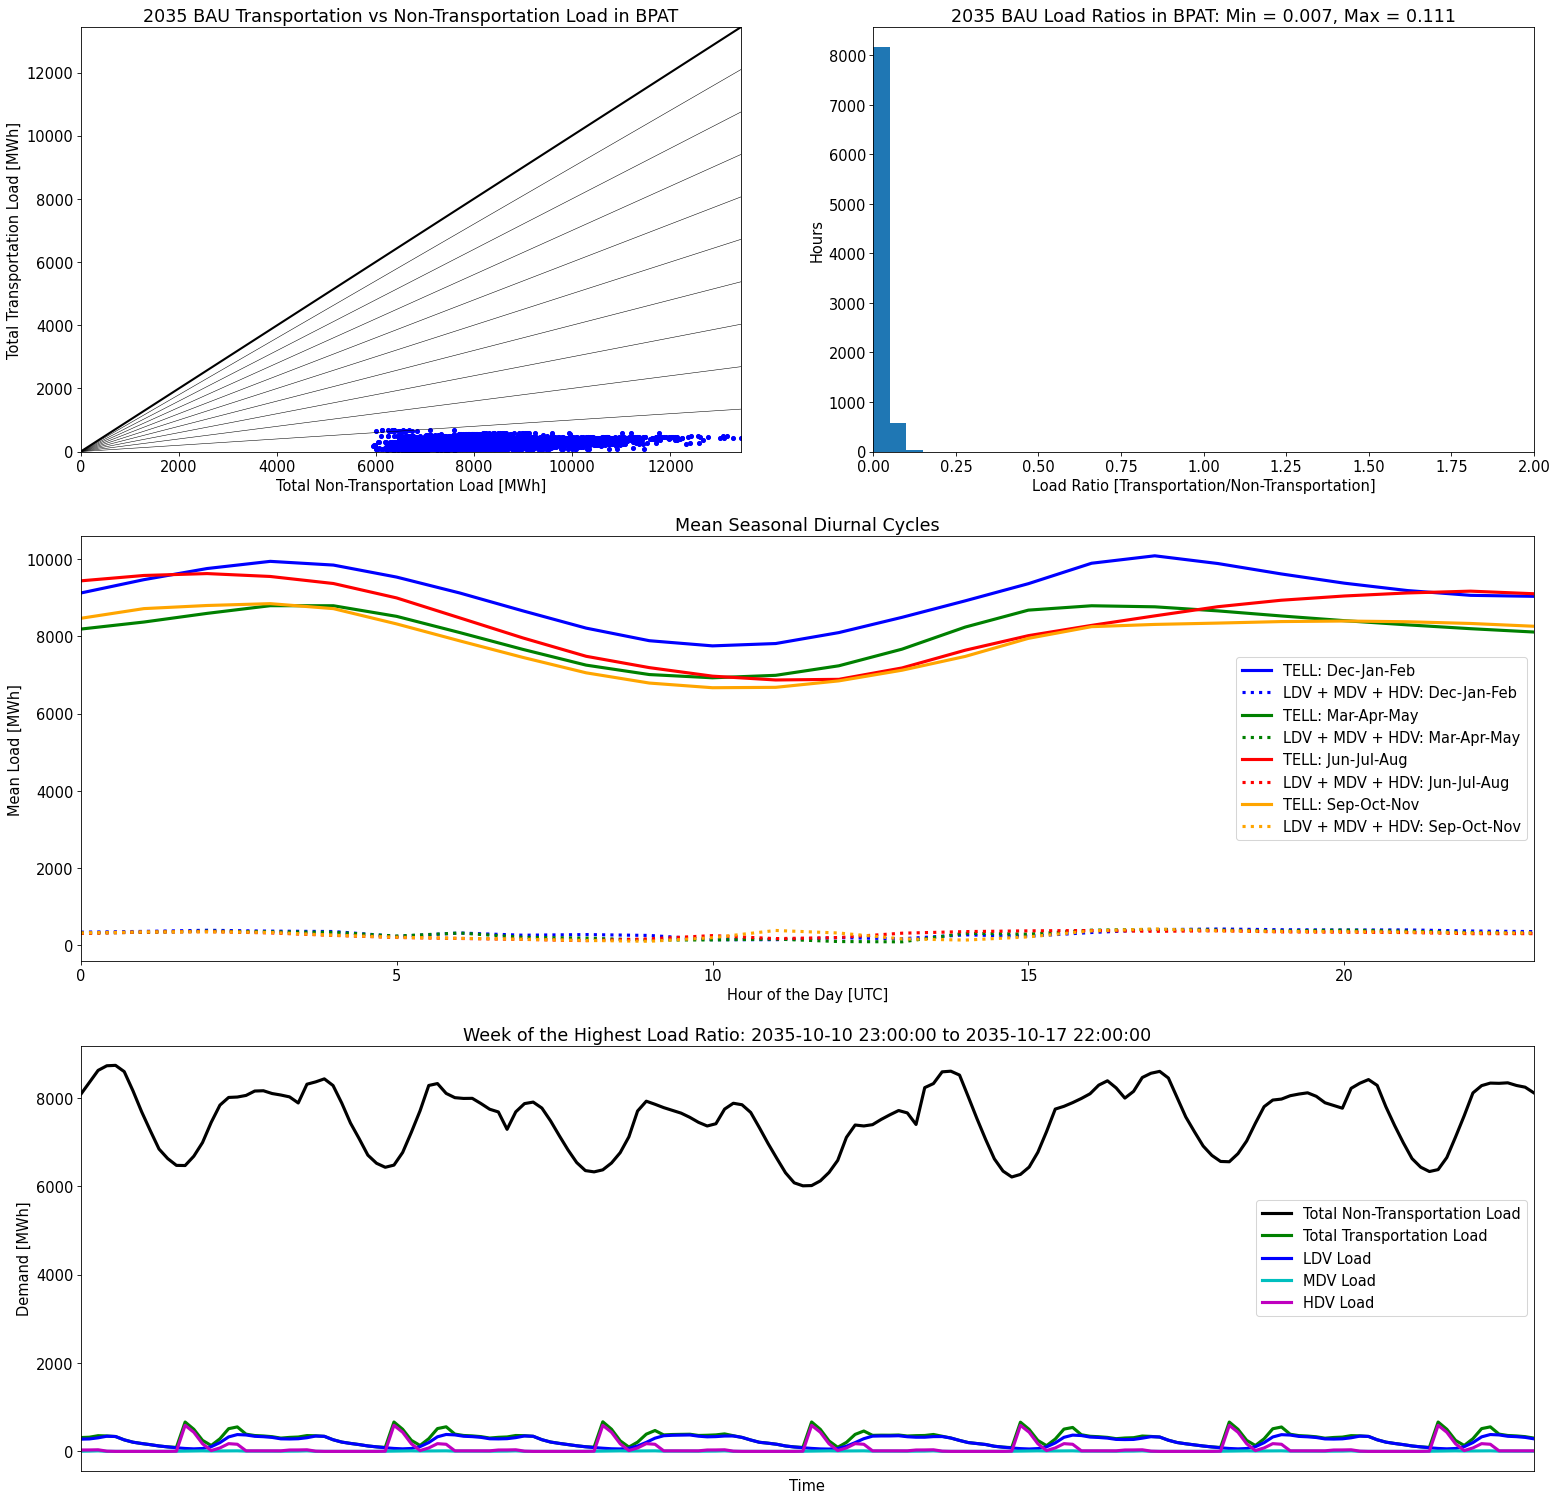 2035 BAU Transportation vs Non-Transportation Load in BPAT
Total Transportation Load [MWh]
12000
10000
8000
6000
4000
2000
0
0 2000 4000 6000 8000 10000 12000
Total Non-Transportation Load [MWh]
2035 BAU Load Ratios in BPAT: Min = 0.007, Max = 0.111
Hours
8000
7000
6000
5000
4000
3000
2000
1000
0
0.00 0.25 0.50 0.75 1.00 1.25 1.50 1.75 2.00
Load Ratio [Transportation/Non-Transportation]
Mean Seasonal Diurnal Cycles
Mean Load [MWh]
10000
8000
6000
4000
2000
0
TELL: Dec-Jan-Feb
LDV + MDV + HDV: Dec-Jan-Feb
TELL: Mar-Apr-May
LDV + MDV + HDV: Mar-Apr-May
TELL: Jun-Jul-Aug
LDV + MDV + HDV: Jun-Jul-Aug
TELL: Sep-Oct-Nov
LDV + MDV + HDV: Sep-Oct-Nov
0 5 10 15 20
Hour of the Day [UTC]
Week of the Highest Load Ratio: 2035-10-10 23:00:00 to 2035-10-17 22:00:00
Demand [MWh]
8000
6000
4000
2000
0
Total Non-Transportation Load
Total Transportation Load
LDV Load
MDV Load
HDV Load
Time